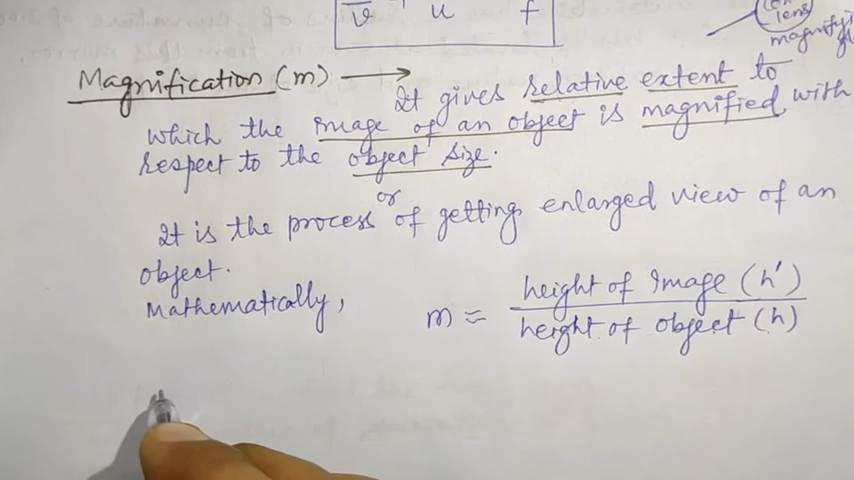 v u f
lens
Magnification (m) →
It gives relative extent to
which the image of an object is magnified with
respect to the object size.
or
It is the process of getting enlarged view of an
object.
Mathematically,
m = height of Image (h')
height of object (h)